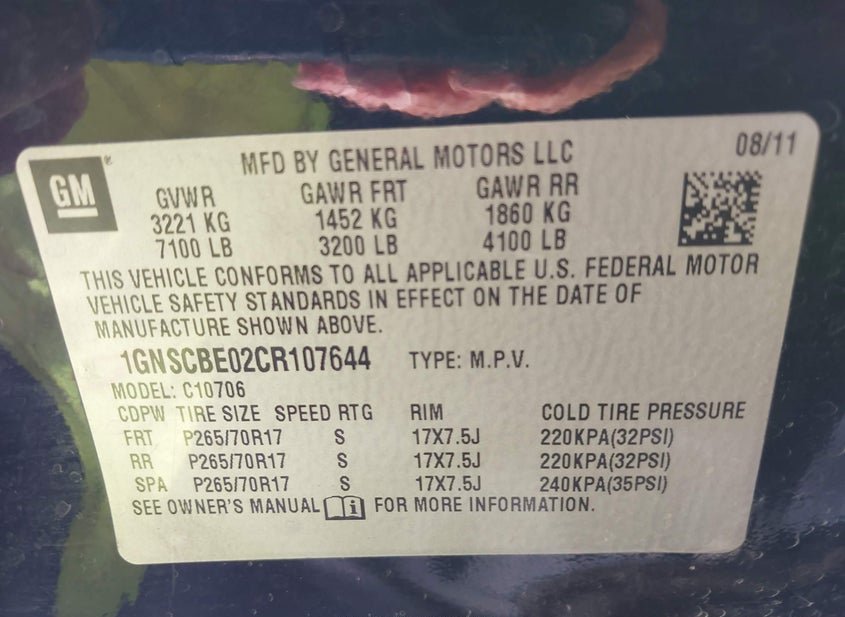 GM ®
MFD BY GENERAL MOTORS LLC 08/11
GVWR GAWR FRT GAWR RR
3221 KG 1452 KG 1860 KG
7100 LB 3200 LB 4100 LB
THIS VEHICLE CONFORMS TO ALL APPLICABLE U.S. FEDERAL MOTOR
VEHICLE SAFETY STANDARDS IN EFFECT ON THE DATE OF
MANUFACTURE SHOWN ABOVE.
1GNSCBE02CR107644 TYPE: M.P.V.
MODEL: C10706
CDPW TIRE SIZE SPEED RTG RIM COLD TIRE PRESSURE
FRT P265/70R17 S 17X7.5J 220KPA(32PSI)
RR P265/70R17 S 17X7.5J 220KPA(32PSI)
SPA P265/70R17 S 17X7.5J 240KPA(35PSI)
SEE OWNER'S MANUAL i FOR MORE INFORMATION.